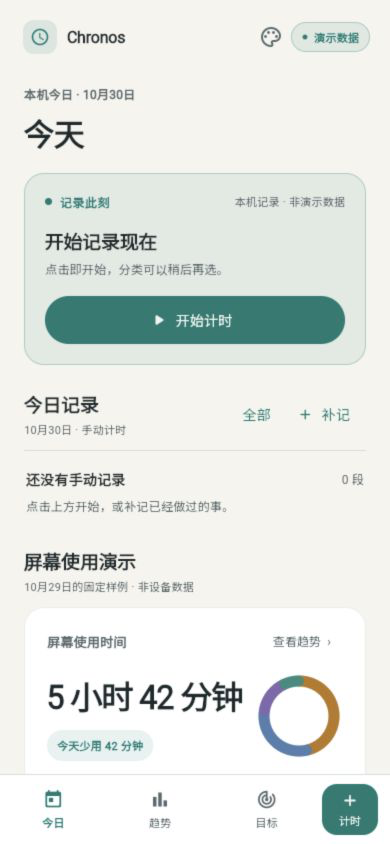 Chronos
演示数据
本机今日 · 10月30日
今天
记录此刻
本机记录 · 非演示数据
开始记录现在
点击即开始，分类可以稍后再选。
开始计时
今日记录
全部
+ 补记
10月30日 · 手动计时
还没有手动记录
0 段
点击上方开始，或补记已经做过的事。
屏幕使用演示
10月29日的固定样例 · 非设备数据
屏幕使用时间
查看趋势 ›
5 小时 42 分钟
今天少用 42 分钟
今日
趋势
目标
计时